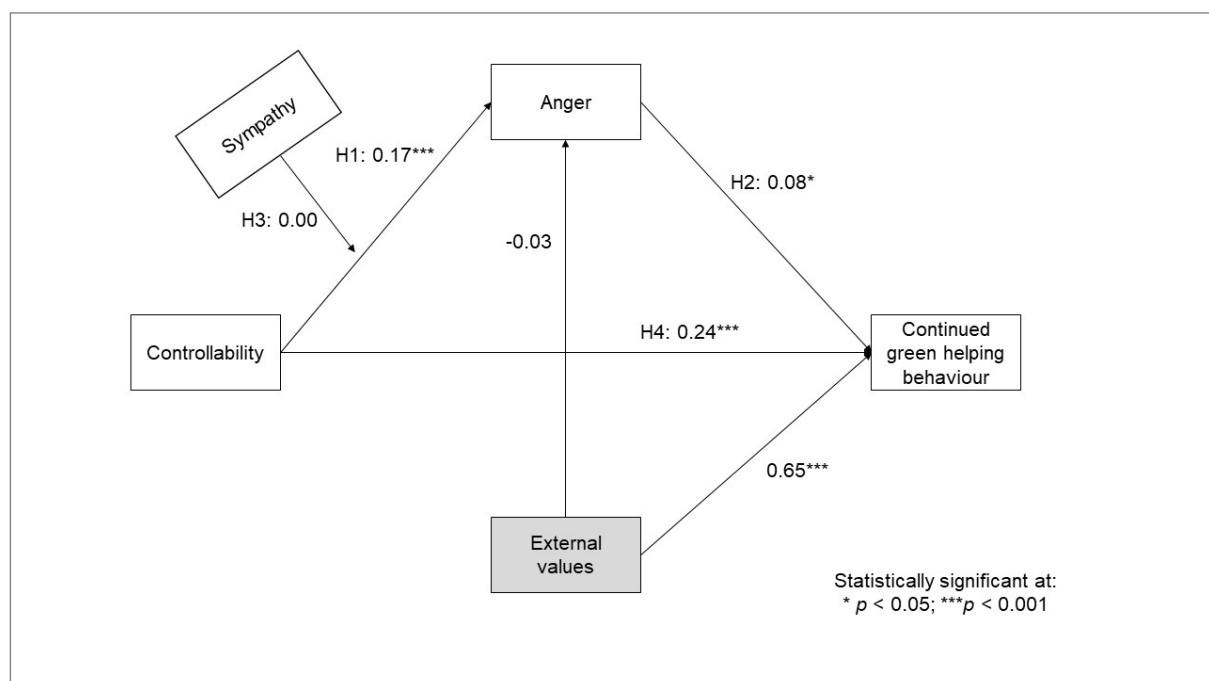 Anger
Sympathy
H1: 0.17***
H2: 0.08*
H3: 0.00
-0.03
Controllability
H4: 0.24***
Continued
green helping
behaviour
0.65***
External
values
Statistically significant at:
* p < 0.05; ***p < 0.001